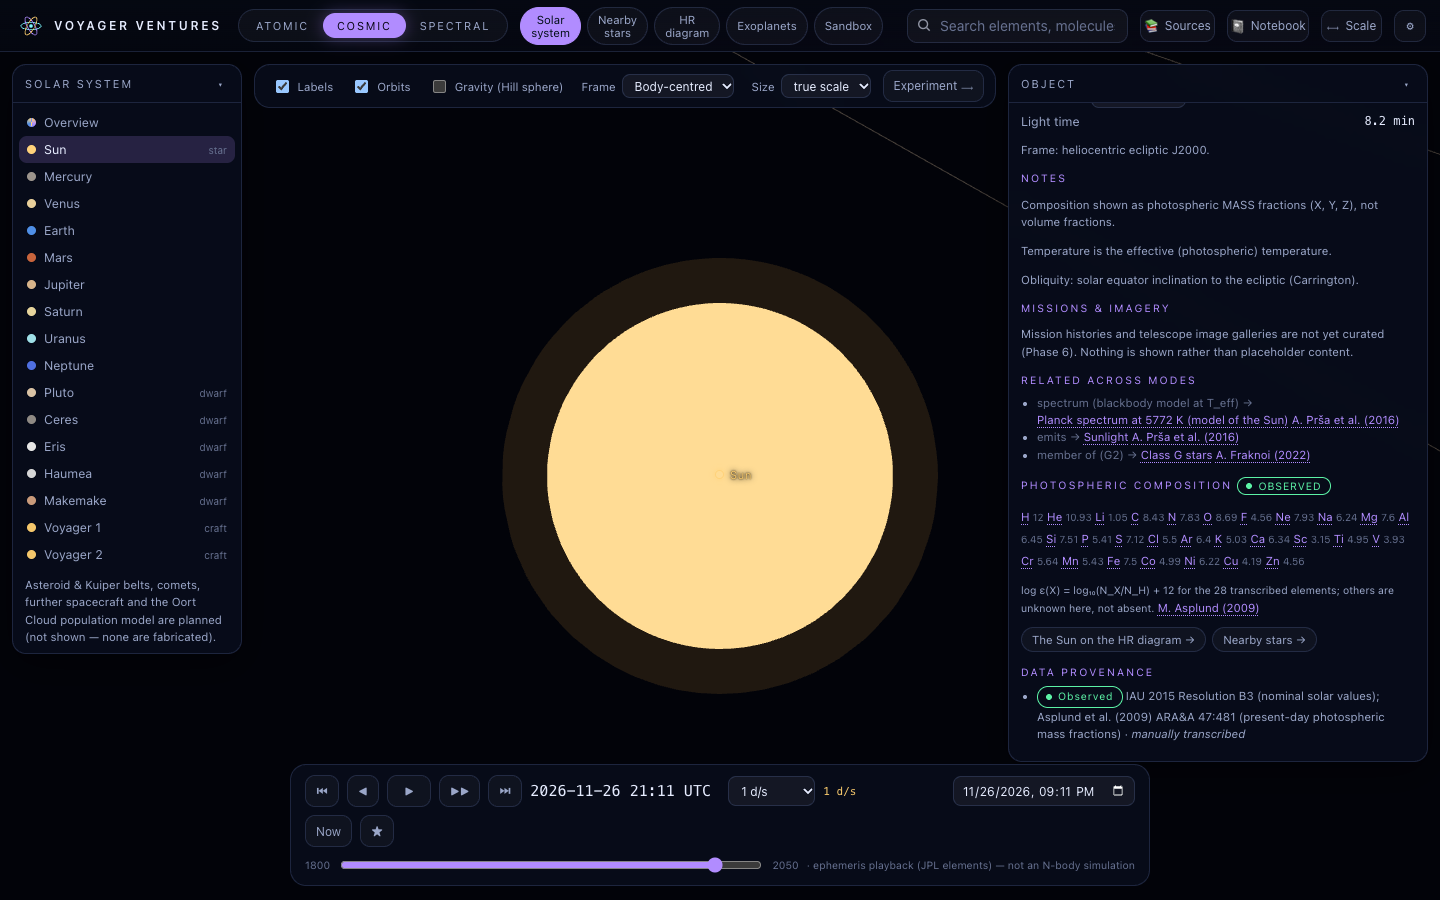 VOYAGER VENTURES
ATOMIC COSMIC SPECTRAL
Solar system
Nearby stars
HR diagram
Exoplanets
Sandbox
Search elements, molecule
Sources
Notebook
Scale
SOLAR SYSTEM
Overview
Sun star
Mercury
Venus
Earth
Mars
Jupiter
Saturn
Uranus
Neptune
Pluto dwarf
Ceres dwarf
Eris dwarf
Haumea dwarf
Makemake dwarf
Voyager 1 craft
Voyager 2 craft
Asteroid & Kuiper belts, comets,
further spacecraft and the Oort
Cloud population model are planned
(not shown — none are fabricated).
Labels Orbits Gravity (Hill sphere) Frame Body-centred Size true scale Experiment
Sun
OBJECT
Light time 8.2 min
Frame: heliocentric ecliptic J2000.
NOTES
Composition shown as photospheric MASS fractions (X, Y, Z), not
volume fractions.
Temperature is the effective (photospheric) temperature.
Obliquity: solar equator inclination to the ecliptic (Carrington).
MISSIONS & IMAGERY
Mission histories and telescope image galleries are not yet curated
(Phase 6). Nothing is shown rather than placeholder content.
RELATED ACROSS MODES
spectrum (blackbody model at T_eff) →
Planck spectrum at 5772 K (model of the Sun) A. Prša et al. (2016)
emits → Sunlight A. Prša et al. (2016)
member of (G2) → Class G stars A. Fraknoi (2022)
PHOTOSPHERIC COMPOSITION OBSERVED
H 12 He 10.93 Li 1.05 C 8.43 N 7.83 O 8.69 F 4.56 Ne 7.93 Na 6.24 Mg 7.6 Al
6.45 Si 7.51 P 5.41 S 7.12 Cl 5.5 Ar 6.4 K 5.03 Ca 6.34 Sc 3.15 Ti 4.95 V 3.93
Cr 5.64 Mn 5.43 Fe 7.5 Co 4.99 Ni 6.22 Cu 4.19 Zn 4.56
log ε(X) = log₁₀(N_X/N_H) + 12 for the 28 transcribed elements; others are
unknown here, not absent. M. Asplund (2009)
The Sun on the HR diagram → Nearby stars →
DATA PROVENANCE
Observed IAU 2015 Resolution B3 (nominal solar values);
Asplund et al. (2009) ARA&A 47:481 (present-day photospheric
mass fractions) · manually transcribed
2026-11-26 21:11 UTC 1 d/s 1 d/s 11/26/2026, 09:11 PM
Now ★
1800 2050 · ephemeris playback (JPL elements) — not an N-body simulation